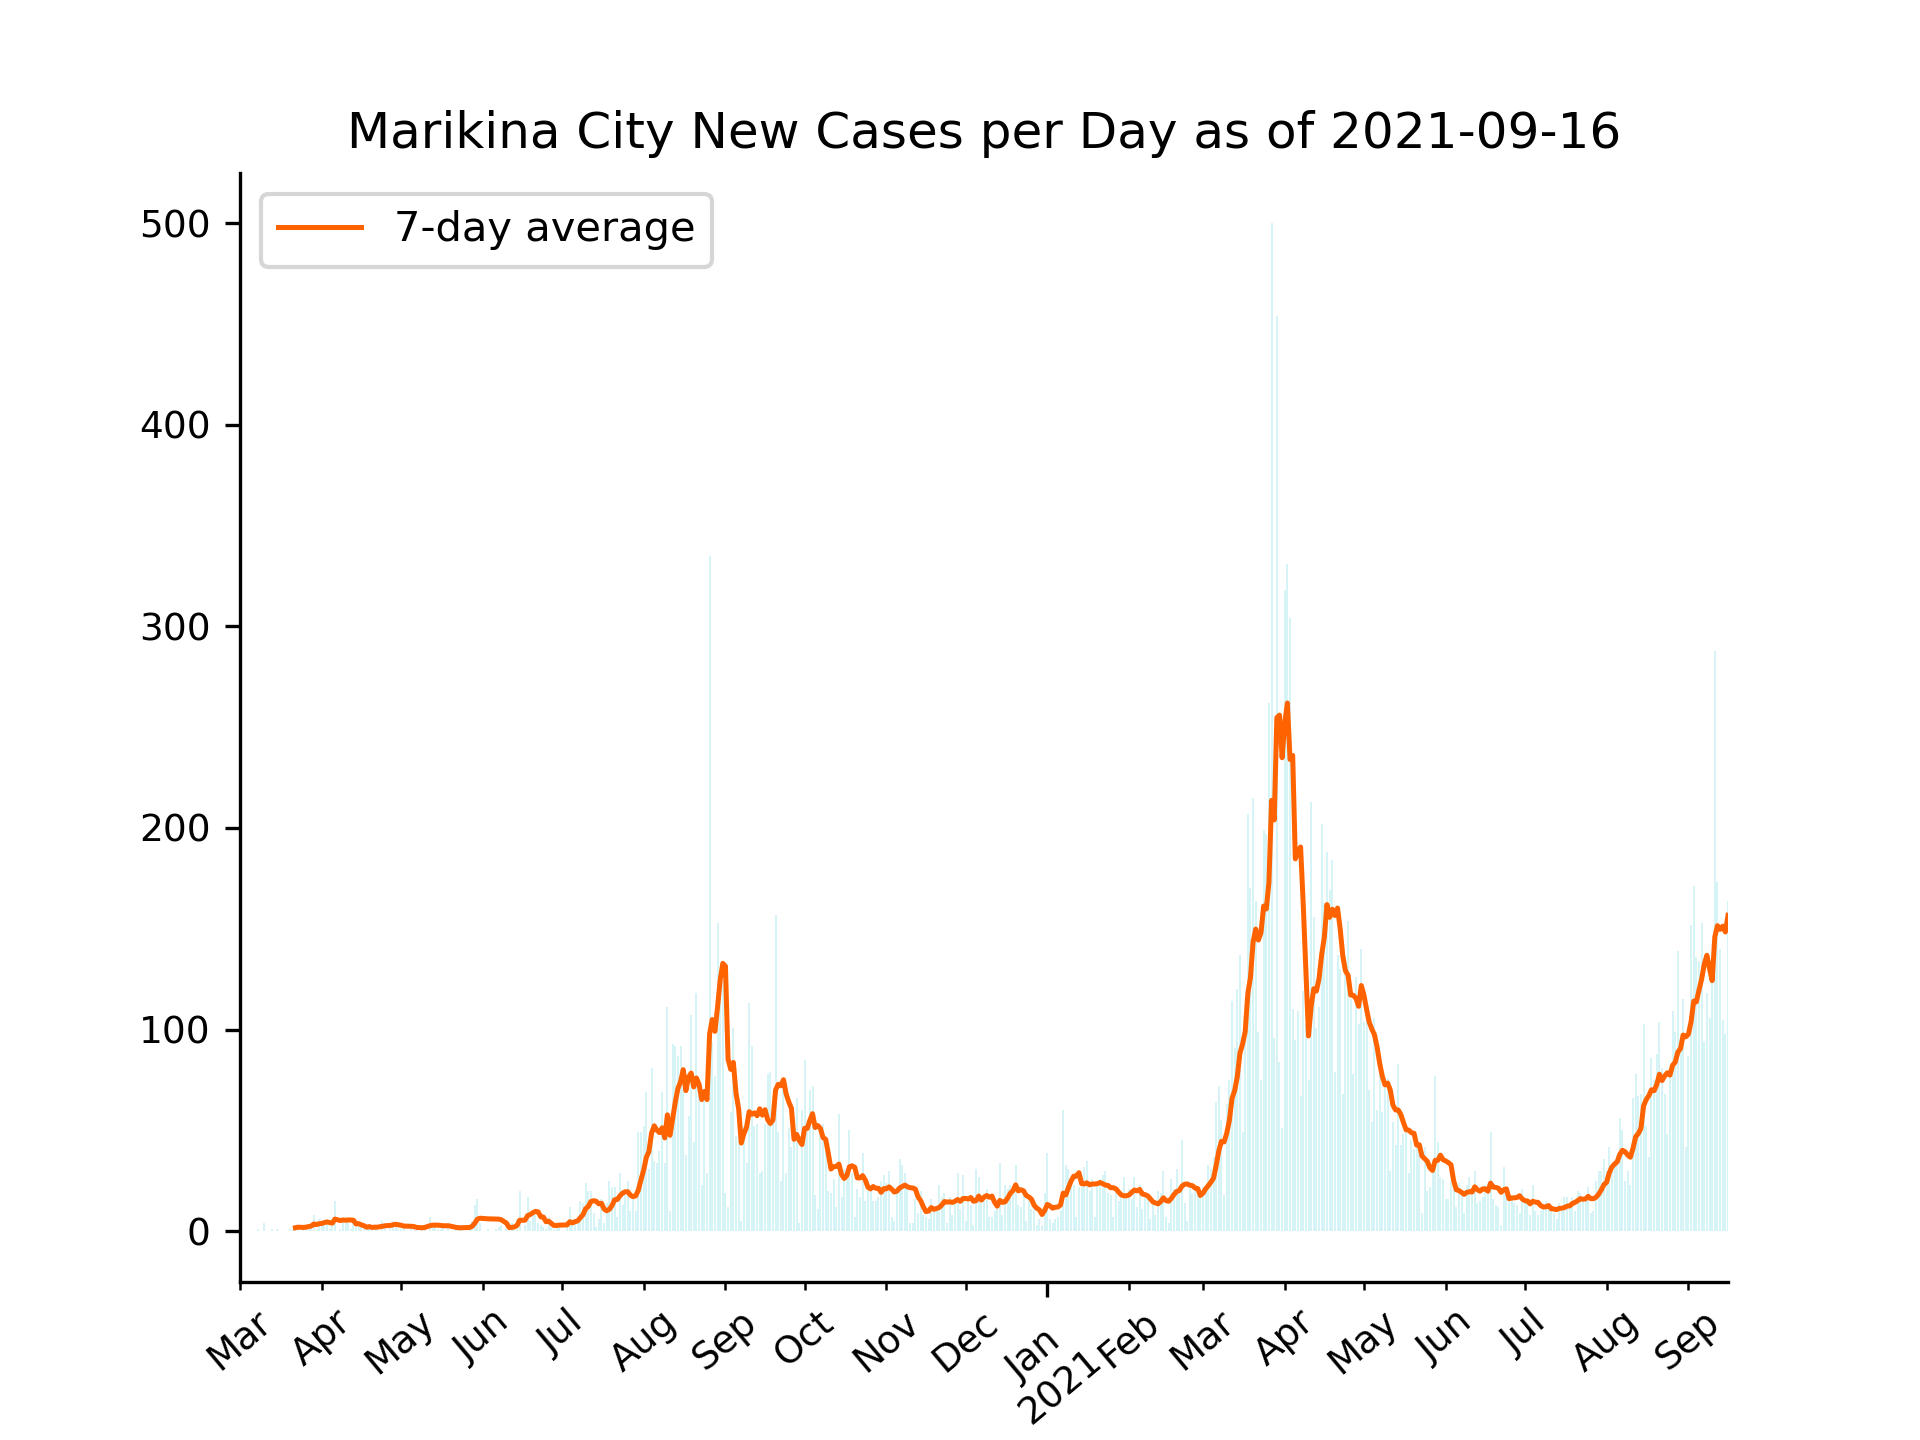 Marikina City New Cases per Day as of 2021-09-16
7-day average
500
400
300
200
100
0
Mar Apr May Jun Jul Aug Sep Oct Nov Dec Jan Feb Mar Apr May Jun Jul Aug Sep
2021